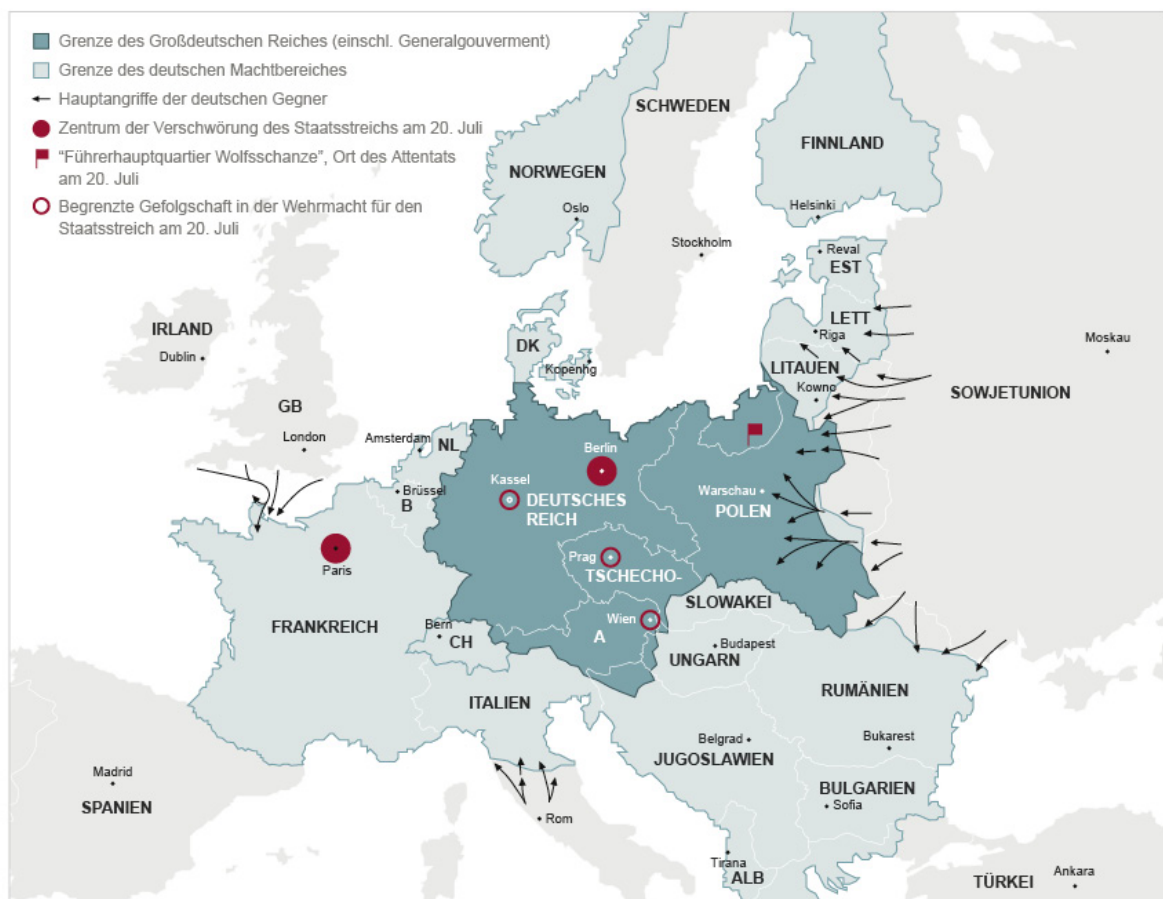 Grenze des Großdeutschen Reiches (einschl. Generalgouverment)
Grenze des deutschen Machtbereiches
Hauptangriffe der deutschen Gegner
Zentrum der Verschwörung des Staatsstreichs am 20. Juli
"Führerhauptquartier Wolfsschanze", Ort des Attentats
am 20. Juli
Begrenzte Gefolgschaft in der Wehrmacht für den
Staatsstreich am 20. Juli
SCHWEDEN
FINNLAND
NORWEGEN
Oslo
Helsinki
Stockholm
Reval
EST
LETT
Riga
IRLAND
Dublin
DK
Kopenhg
LITAUEN
Kowno
Moskau
SOWJETUNION
GB
London
Amsterdam
NL
Berlin
Brüssel
B
Kassel
DEUTSCHES
REICH
Warschau
POLEN
Paris
Prag
TSCHECHO-
SLOWAKEI
FRANKREICH
Bern
CH
Wien
A
Budapest
UNGARN
RUMÄNIEN
ITALIEN
Belgrad
JUGOSLAWIEN
Bukarest
BULGARIEN
Sofia
Madrid
SPANIEN
Rom
Tirana
ALB
Ankara
TÜRKEI